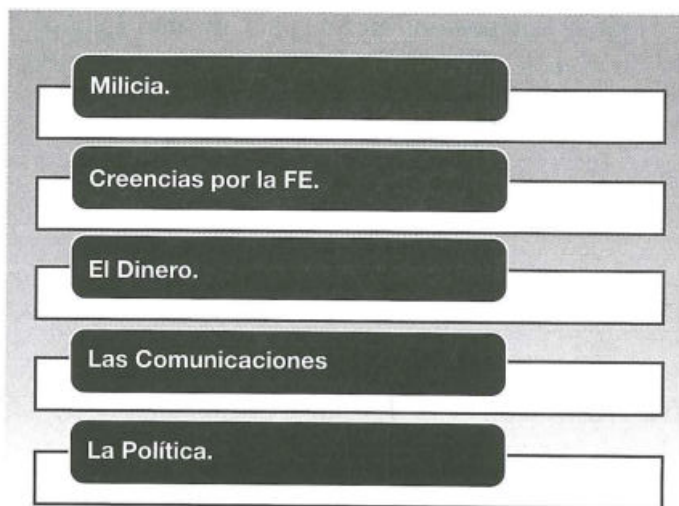 Milicia.
Creencias por la FE.
El Dinero.
Las Comunicaciones
La Política.